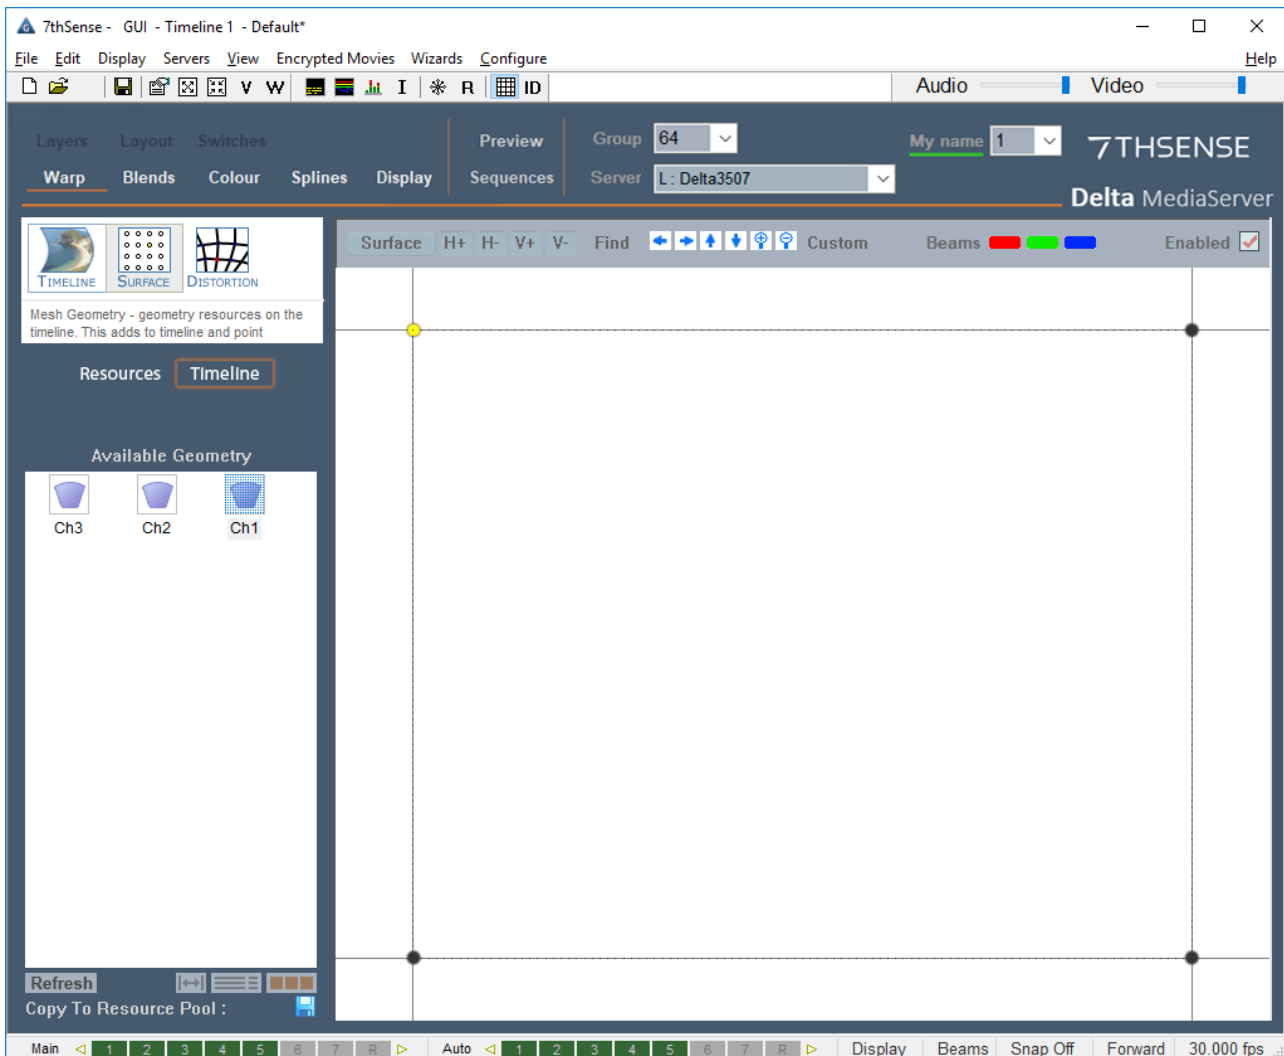 7thSense - GUI - Timeline 1 - Default*
File Edit Display Servers View Encrypted Movies Wizards Configure Help
V W I R ID Audio Video
Layers Layout Switches Preview Group 64 My name 1 7THSENSE
Warp Blends Colour Splines Display Sequences Server L : Delta3507
Delta MediaServer
Surface H+ H- V+ V- Find Custom Beams Enabled
TIMELINE SURFACE DISTORTION
Mesh Geometry - geometry resources on the
timeline. This adds to timeline and point
Resources Timeline
Available Geometry
Ch3 Ch2 Ch1
Refresh
Copy To Resource Pool :
Main 1 2 3 4 5 6 7 R Auto 1 2 3 4 5 6 7 R Display Beams Snap Off Forward 30.000 fps